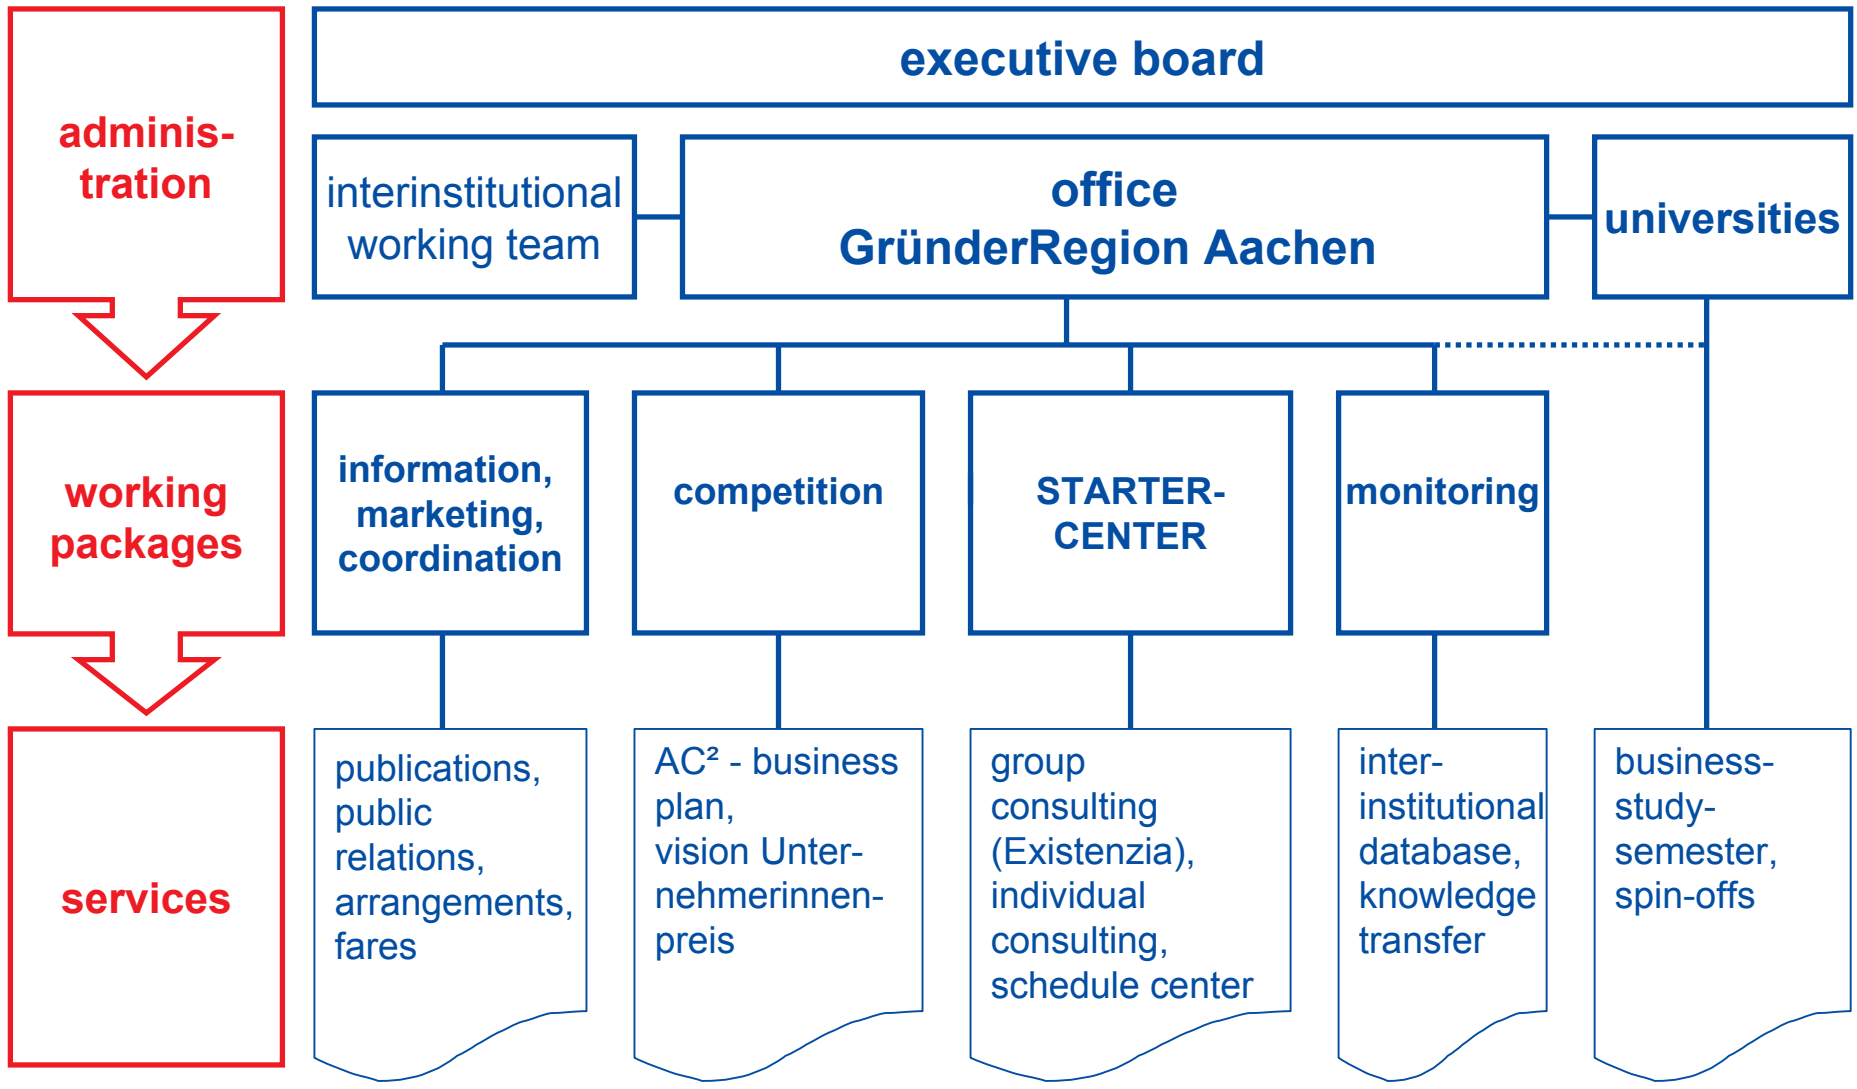 executive board
adminis-
tration
interinstitutional
working team
office
GründerRegion Aachen
universities
working
packages
information,
marketing,
coordination
competition
STARTER-
CENTER
monitoring
services
publications,
public
relations,
arrangements,
fares
AC² - business
plan,
vision Unter-
nehmerinnen-
preis
group
consulting
(Existenzia),
individual
consulting,
schedule center
inter-
institutional
database,
knowledge
transfer
business-
study-
semester,
spin-offs